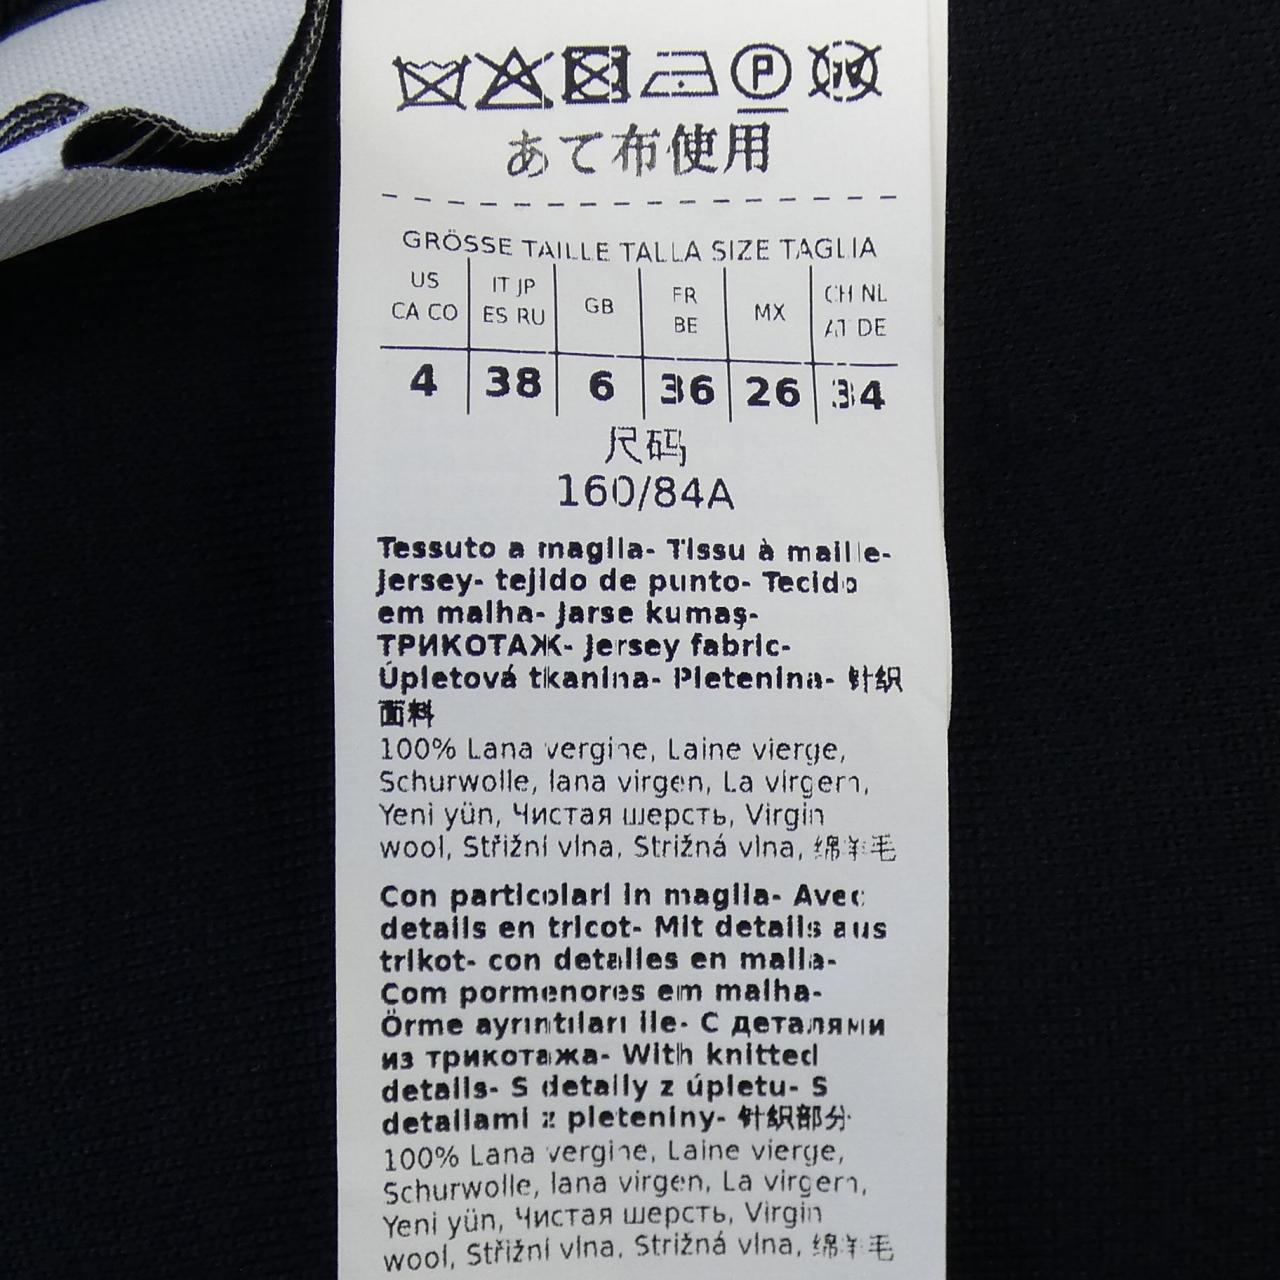 P
あて布使用
GRÖSSE TAILLE TALLA SIZE TAGLIA
US CA CO | IT JP ES RU | GB | FR BE | MX | CH NL AT DE
4 | 38 | 6 | 36 | 26 | 34
尺码
160/84A
Tessuto a maglia- Tissu à maille-
Jersey- tejido de punto- Tecido
em malha- Jarse kumaş-
ТРИКОТАЖ- Jersey fabric-
Úpletová tkanina- Pletenina- 针织
面料
100% Lana vergine, Laine vierge,
Schurwolle, lana virgen, La virgem,
Yeni yün, Чистая шерсть, Virgin
wool, Střižní vlna, Strižná vlna, 绵羊毛
Con particolari in maglia- Avec
details en tricot- Mit details aus
trikot- con detalles en malla-
Com pormenores em malha-
Örme ayrıntıları ile- С деталями
из трикотажа- With knitted
details- S detaily z úpletu- S
detailami z pleteniny- 针织部分
100% Lana vergine, Laine vierge,
Schurwolle, lana virgen, La virgem,
Yeni yün, Чистая шерсть, Virgin
wool, Střižní vlna, Strižná vlna, 绵羊毛